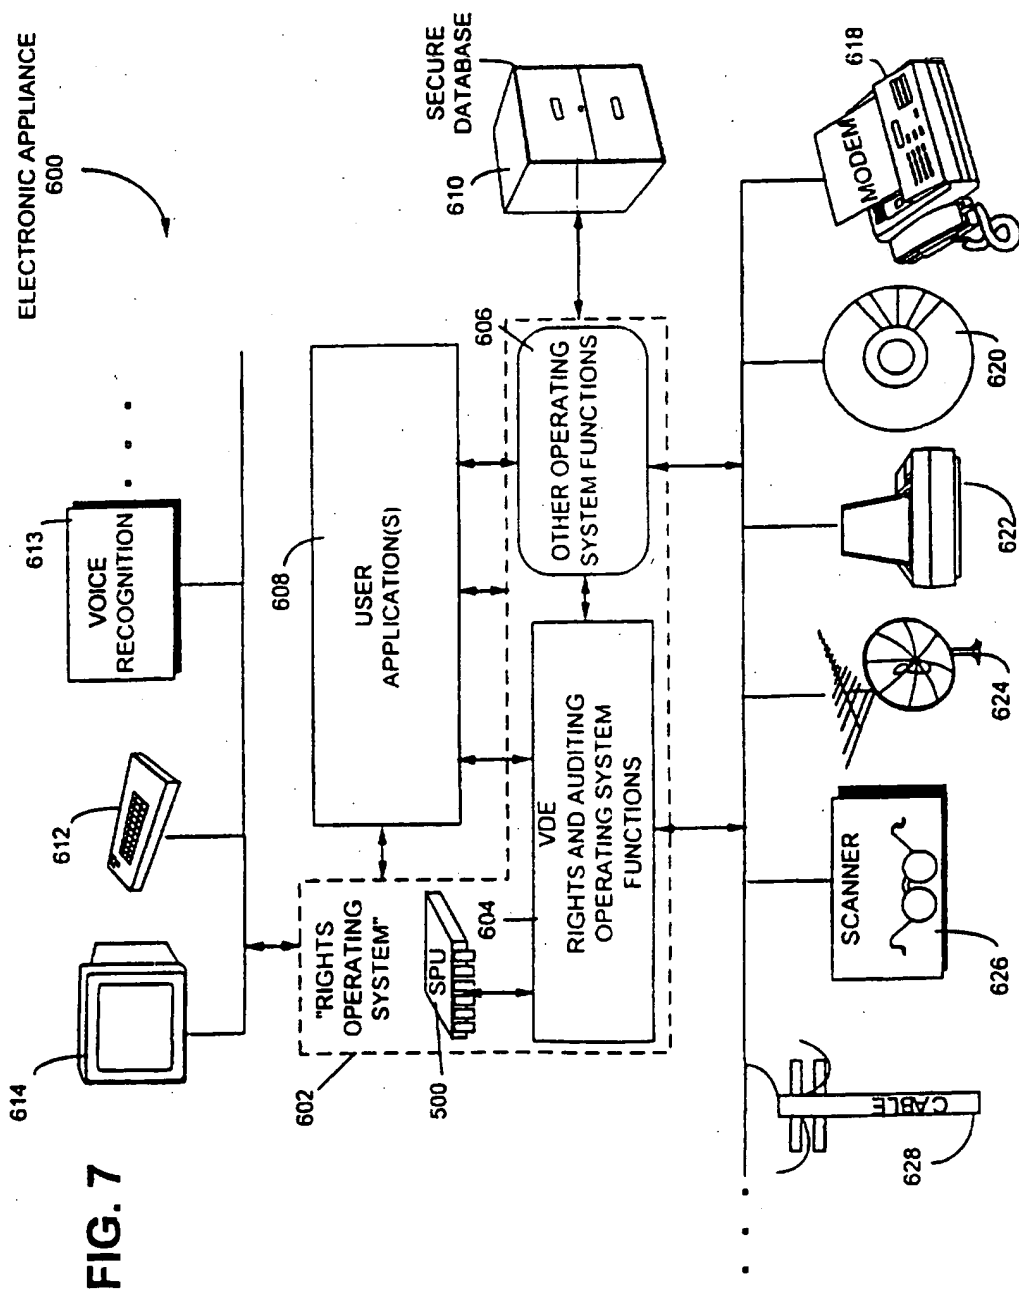 ELECTRONIC APPLIANCE
600
614
612
613
VOICE
RECOGNITION
602
"RIGHTS
OPERATING
SYSTEM"
608
USER
APPLICATION(S)
SECURE
DATABASE
610
500
SPU
604
VDE
RIGHTS AND AUDITING
OPERATING SYSTEM
FUNCTIONS
606
OTHER OPERATING
SYSTEM FUNCTIONS
CABLE
628
SCANNER
626
624
622
620
MODEM
618
FIG. 7